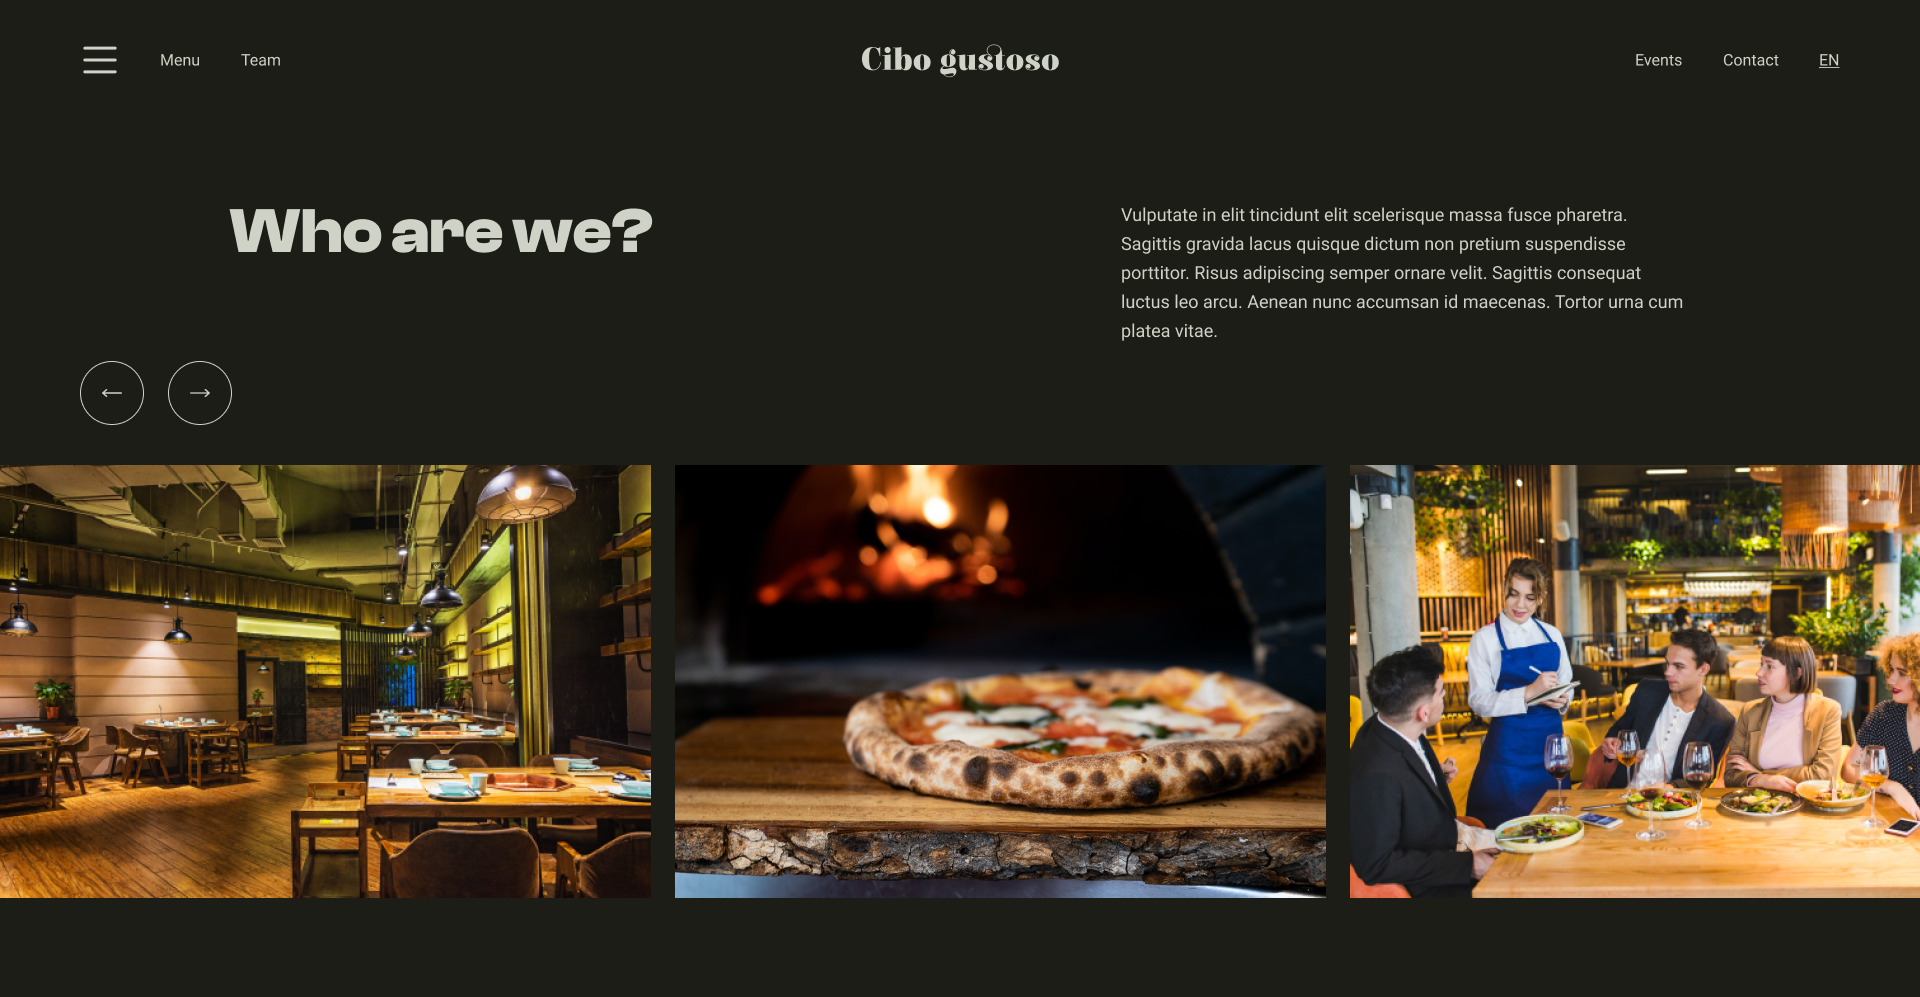 Menu
Team
Cibo gustoso
Events
Contact
EN
Who are we?
Vulputate in elit tincidunt elit scelerisque massa fusce pharetra.
Sagittis gravida lacus quisque dictum non pretium suspendisse
porttitor. Risus adipiscing semper ornare velit. Sagittis consequat
luctus leo arcu. Aenean nunc accumsan id maecenas. Tortor urna cum
platea vitae.